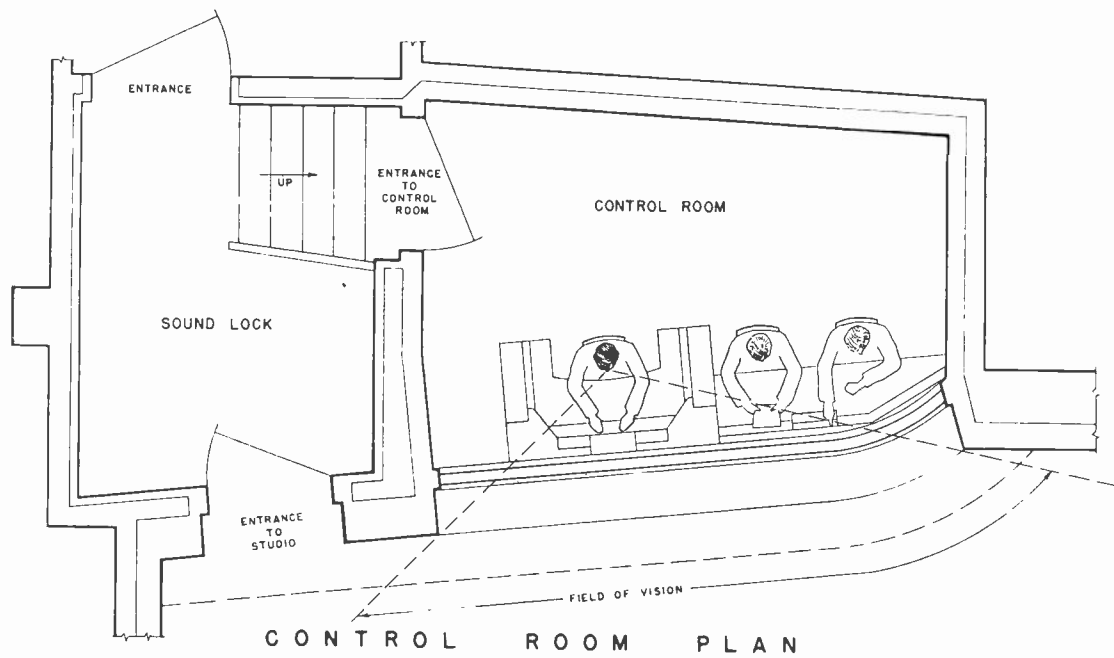 ENTRANCE
UP
ENTRANCE
TO
CONTROL
ROOM
CONTROL ROOM
SOUND LOCK
ENTRANCE
TO
STUDIO
FIELD OF VISION
CONTROL ROOM PLAN